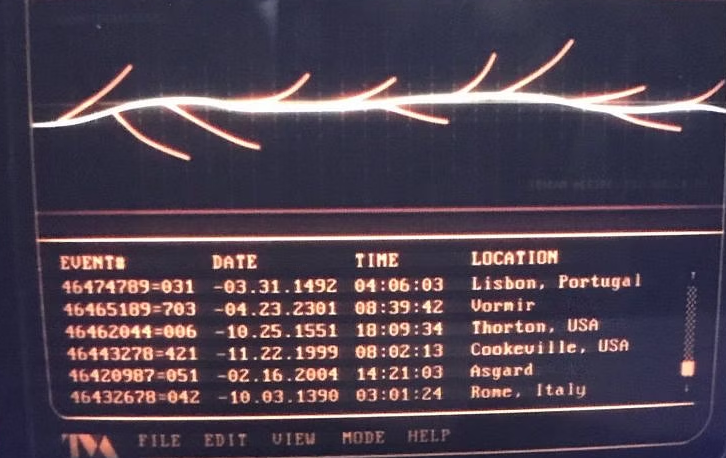 EVENT# DATE TIME LOCATION
46474789=031 -03.31.1492 04:06:03 Lisbon, Portugal
46465189=703 -04.23.2301 08:39:42 Vormir
46462044=006 -10.25.1551 18:09:34 Thorton, USA
46443278=421 -11.22.1999 08:02:13 Cookeville, USA
46420987=051 -02.16.2004 14:21:03 Asgard
46432678=042 -10.03.1390 03:01:24 Rome, Italy
TVA FILE EDIT VIEW MODE HELP